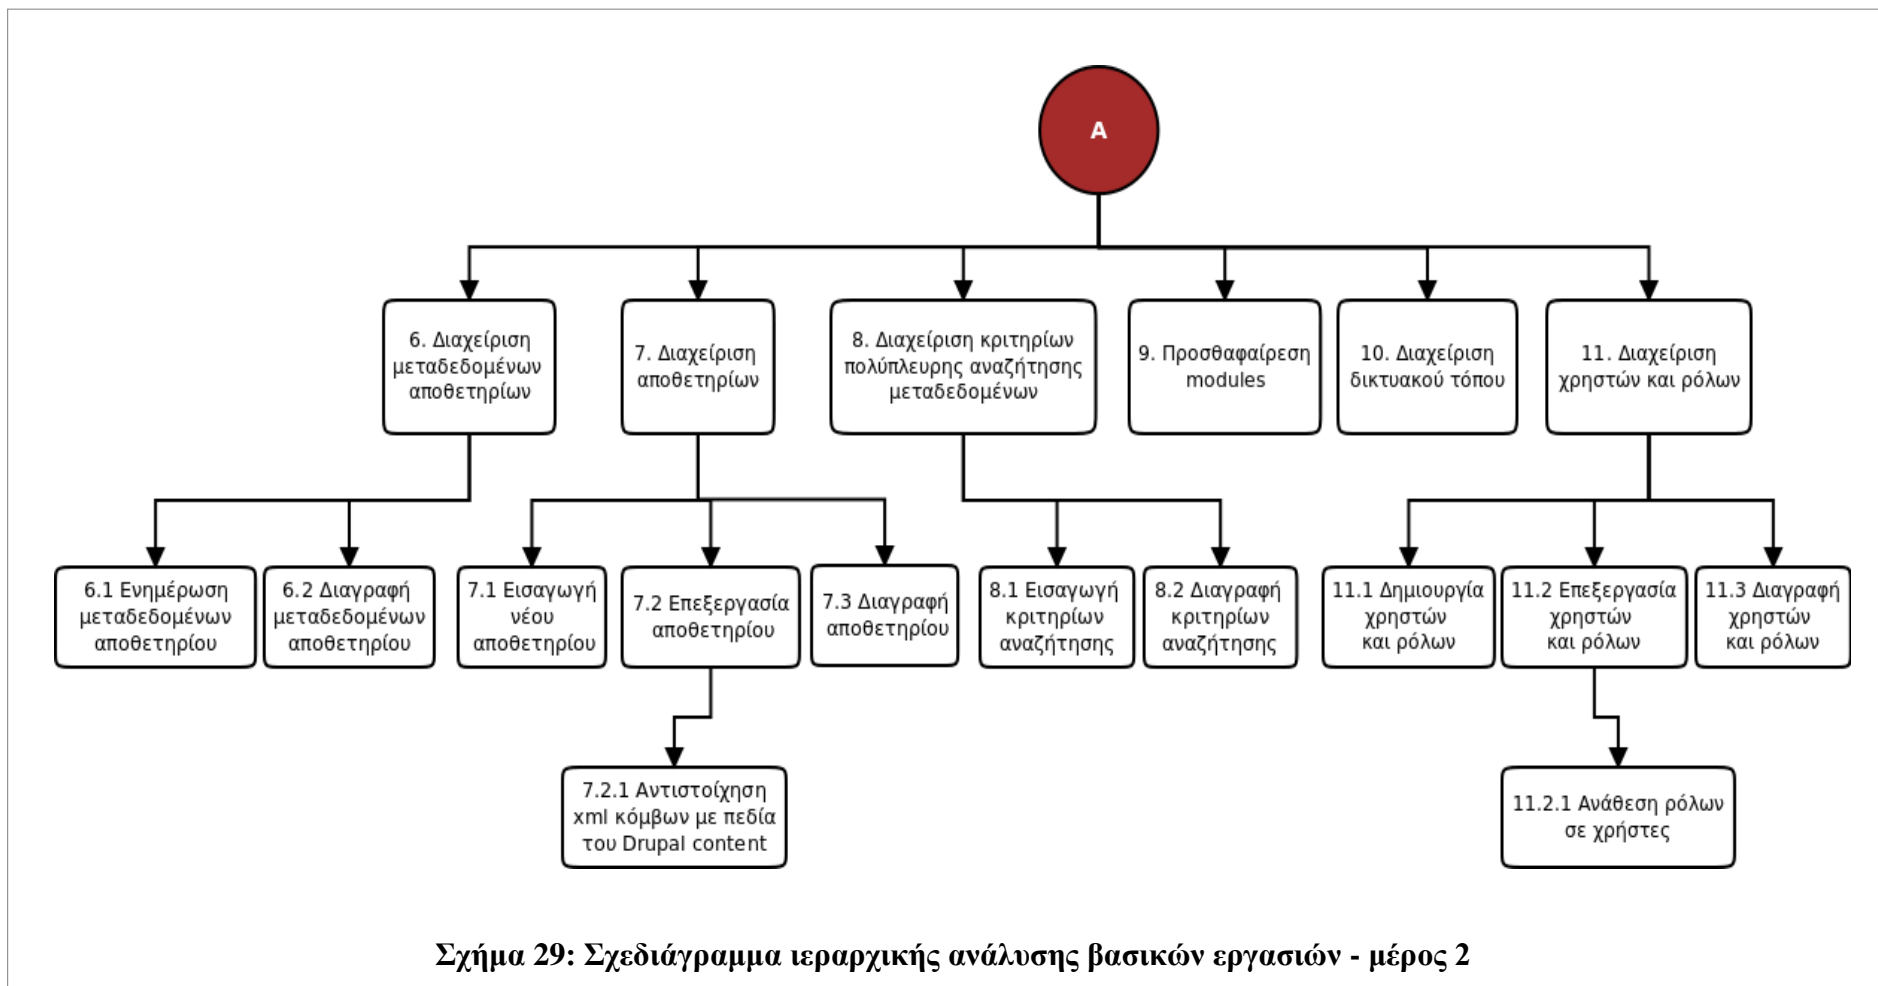 A
6. Διαχείριση
μεταδεδομένων
αποθετηρίων
7. Διαχείριση
αποθετηρίων
8. Διαχείριση κριτηρίων
πολύπλευρης αναζήτησης
μεταδεδομένων
9. Προσθαφαίρεση
modules
10. Διαχείριση
δικτυακού τόπου
11. Διαχείριση
χρηστών και ρόλων
6.1 Ενημέρωση
μεταδεδομένων
αποθετηρίου
6.2 Διαγραφή
μεταδεδομένων
αποθετηρίου
7.1 Εισαγωγή
νέου
αποθετηρίου
7.2 Επεξεργασία
αποθετηρίου
7.3 Διαγραφή
αποθετηρίου
8.1 Εισαγωγή
κριτηρίων
αναζήτησης
8.2 Διαγραφή
κριτηρίων
αναζήτησης
11.1 Δημιουργία
χρηστών
και ρόλων
11.2 Επεξεργασία
χρηστών
και ρόλων
11.3 Διαγραφή
χρηστών
και ρόλων
7.2.1 Αντιστοίχηση
xml κόμβων με πεδία
του Drupal content
11.2.1 Ανάθεση ρόλων
σε χρήστες
Σχήμα 29: Σχεδιάγραμμα ιεραρχικής ανάλυσης βασικών εργασιών - μέρος 2